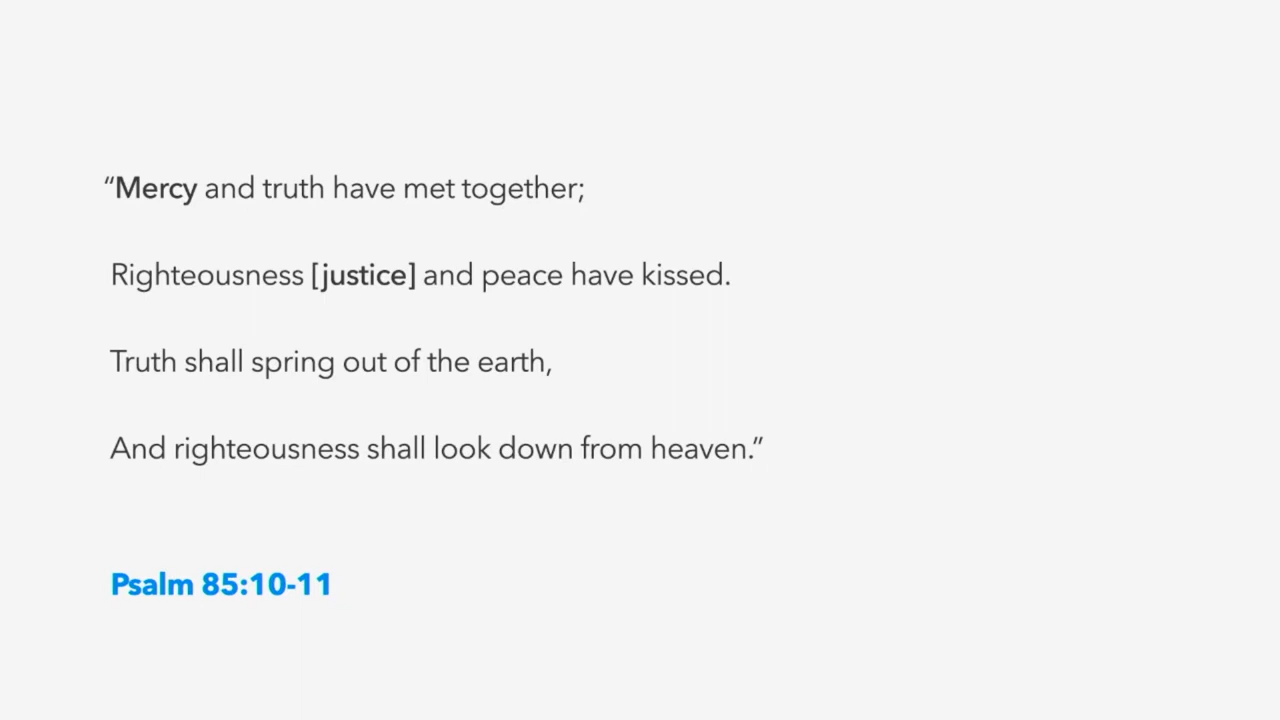 “Mercy and truth have met together;
Righteousness [justice] and peace have kissed.
Truth shall spring out of the earth,
And righteousness shall look down from heaven.”
Psalm 85:10-11